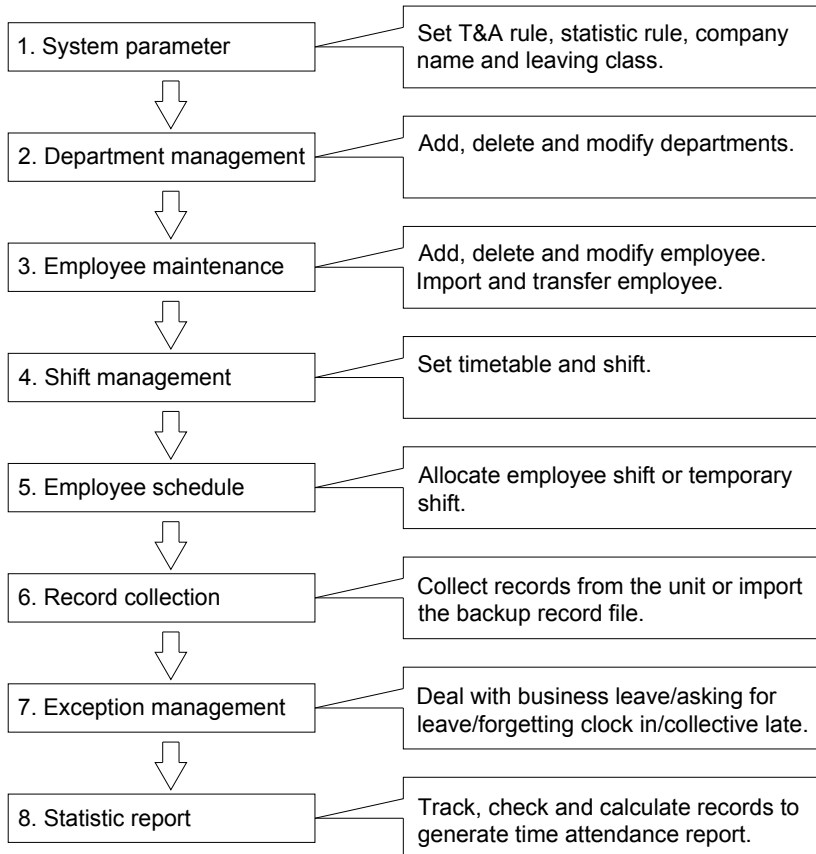 1. System parameter
Set T&A rule, statistic rule, company
name and leaving class.
2. Department management
Add, delete and modify departments.
3. Employee maintenance
Add, delete and modify employee.
Import and transfer employee.
4. Shift management
Set timetable and shift.
5. Employee schedule
Allocate employee shift or temporary
shift.
6. Record collection
Collect records from the unit or import
the backup record file.
7. Exception management
Deal with business leave/asking for
leave/forgetting clock in/collective late.
8. Statistic report
Track, check and calculate records to
generate time attendance report.